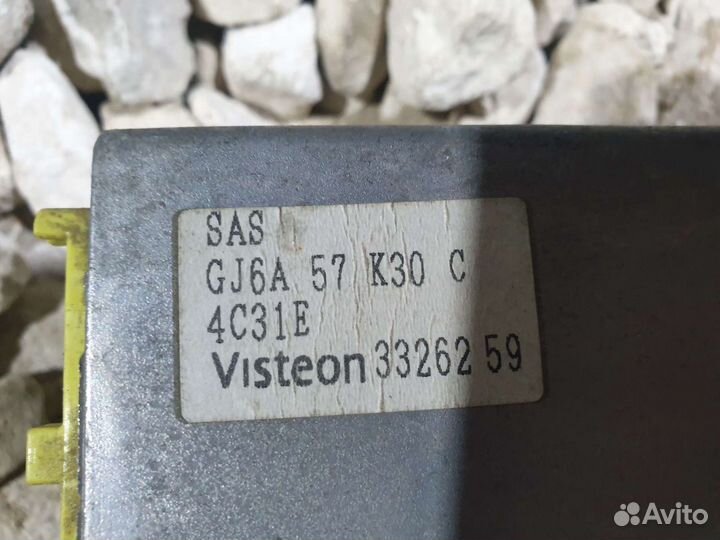 SAS
GJ6A 57 K30 C
4C31E
Visteon 33262 59
Avito